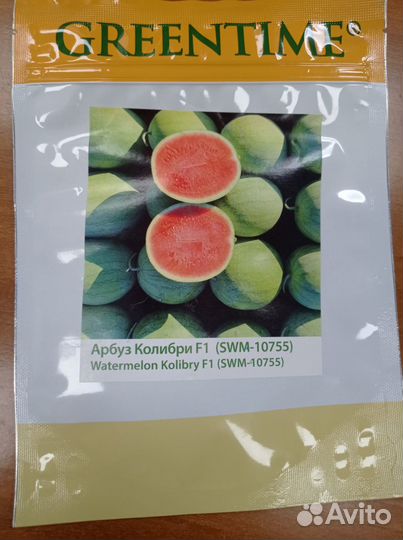 GREENTIME®
Арбуз Колибри F1 (SWM-10755)
Watermelon Kolibry F1 (SWM-10755)
Avito